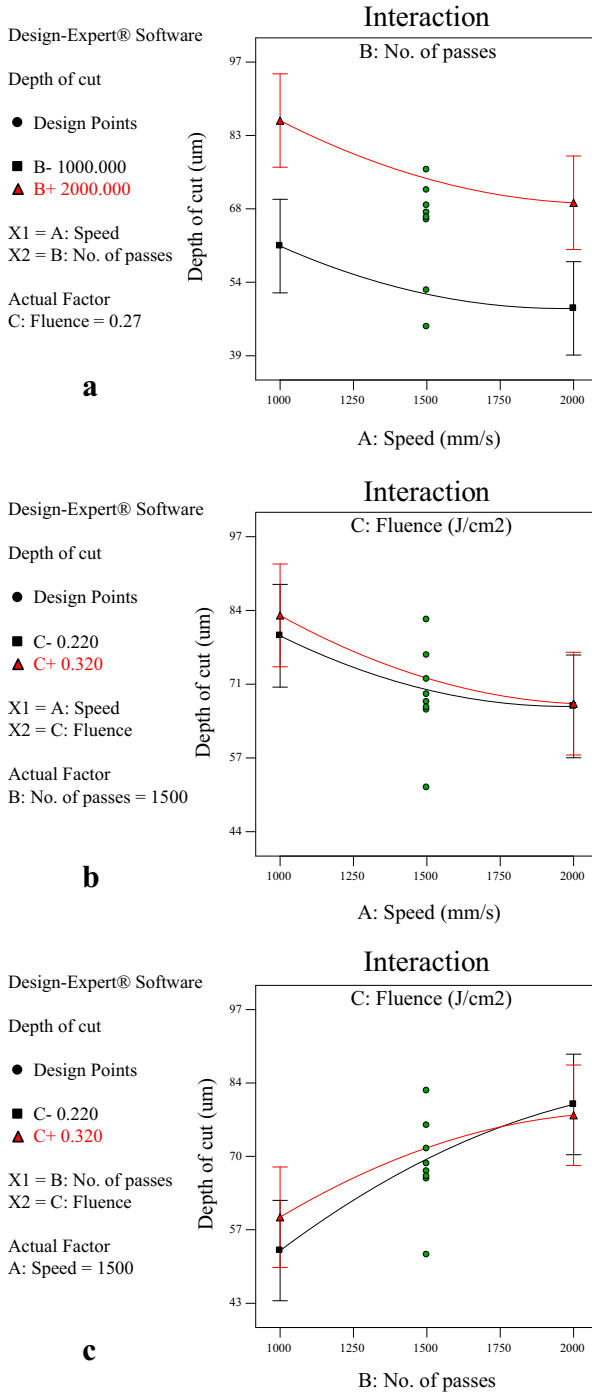 Design-Expert® Software
Depth of cut
Design Points
B- 1000.000
B+ 2000.000
X1 = A: Speed
X2 = B: No. of passes
Actual Factor
C: Fluence = 0.27
a
Interaction
B: No. of passes
Depth of cut (um)
97
83
68
54
39
1000
1250
1500
1750
2000
A: Speed (mm/s)
Design-Expert® Software
Depth of cut
Design Points
C- 0.220
C+ 0.320
X1 = A: Speed
X2 = C: Fluence
Actual Factor
B: No. of passes = 1500
b
Interaction
C: Fluence (J/cm2)
Depth of cut (um)
97
84
71
57
44
1000
1250
1500
1750
2000
A: Speed (mm/s)
Design-Expert® Software
Depth of cut
Design Points
C- 0.220
C+ 0.320
X1 = B: No. of passes
X2 = C: Fluence
Actual Factor
A: Speed = 1500
c
Interaction
C: Fluence (J/cm2)
Depth of cut (um)
97
84
70
57
43
1000
1250
1500
1750
2000
B: No. of passes